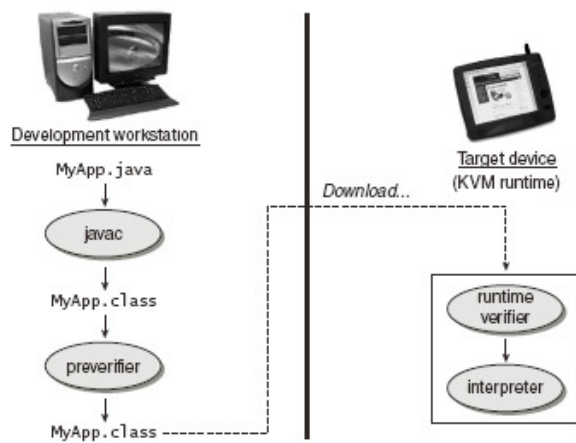 Development workstation
MyApp.java
javac
MyApp.class
preverifier
MyApp.class
Download...
Target device
(KVM runtime)
runtime
verifier
interpreter